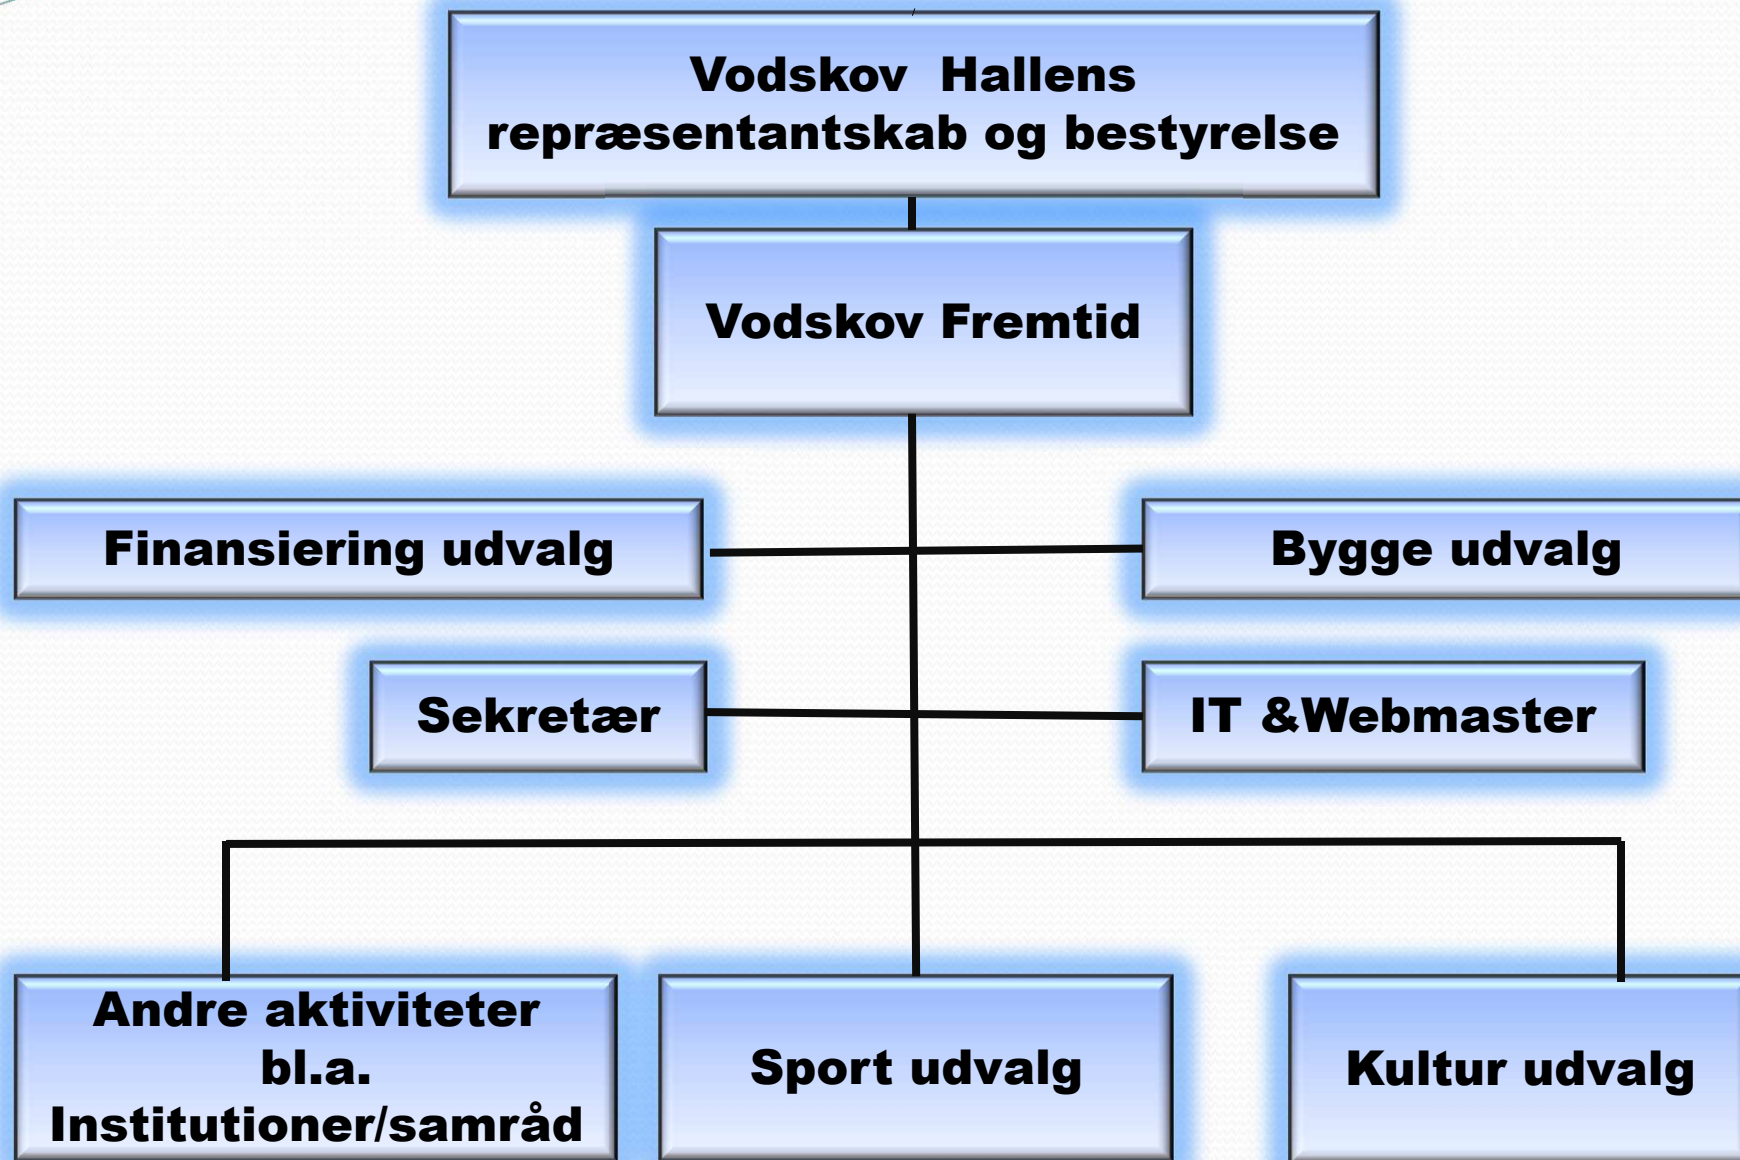 Vodskov  Hallens
repræsentantskab og bestyrelse
Vodskov Fremtid
Finansiering udvalg
Bygge udvalg
Sekretær
IT &Webmaster
Andre aktiviteter
bl.a.
Institutioner/samråd
Sport udvalg
Kultur udvalg